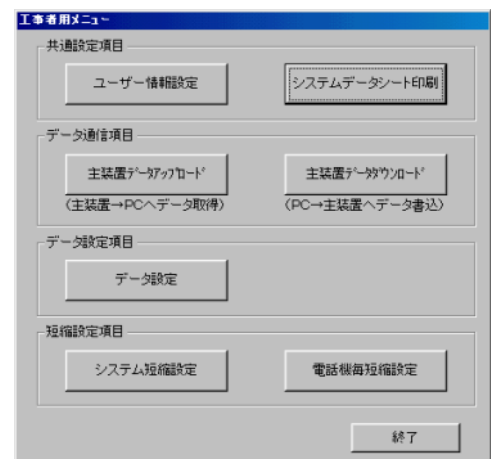 工事者用メニュー
共通設定項目
ユーザー情報設定
システムデータシート印刷
データ通信項目
主装置ﾃﾞｰﾀｱｯﾌﾟﾛｰﾄﾞ
主装置ﾃﾞｰﾀﾀﾞｳﾝﾛｰﾄﾞ
(主装置→PCへデータ取得)
(PC→主装置へデータ書込)
データ設定項目
データ設定
短縮設定項目
システム短縮設定
電話機毎短縮設定
終了